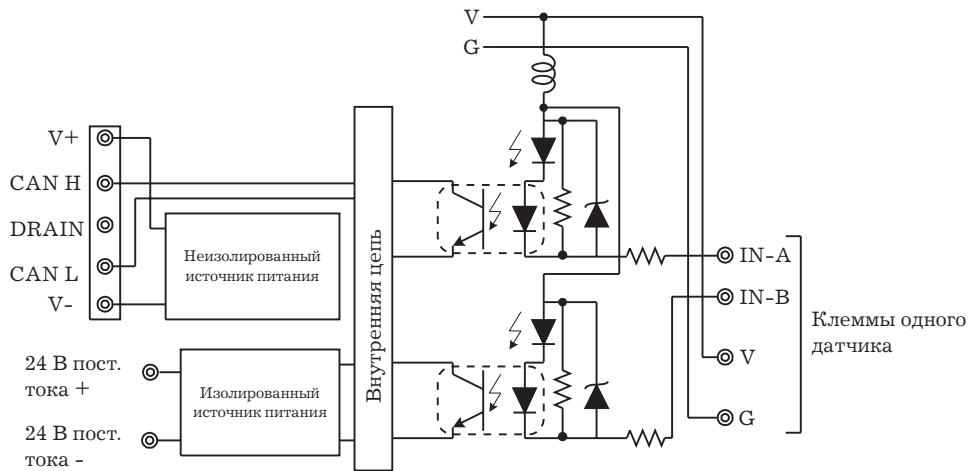 V
G
V+
CAN H
DRAIN
CAN L
V-
Неизолированный
источник питания
24 В пост.
тока +
24 В пост.
тока -
Изолированный
источник питания
Внутренняя цепь
IN-A
IN-B
V
G
Клеммы одного
датчика